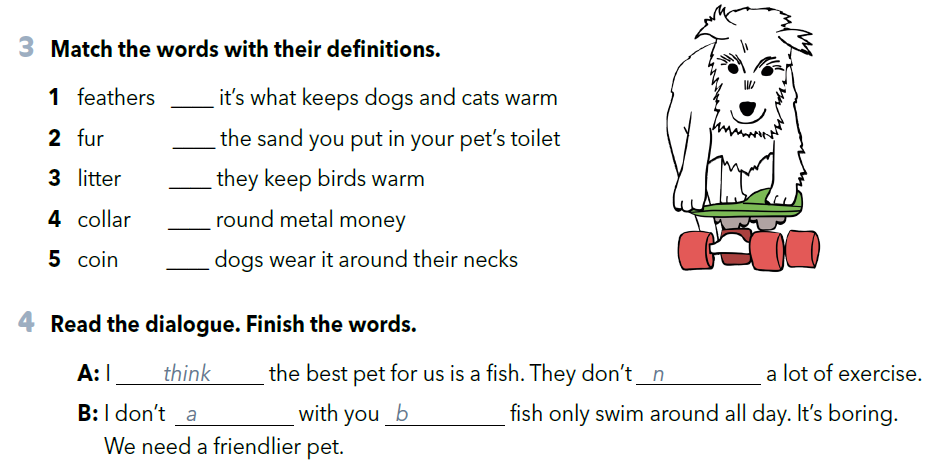 3 Match the words with their definitions.
1 feathers ____ it's what keeps dogs and cats warm
2 fur ____ the sand you put in your pet's toilet
3 litter ____ they keep birds warm
4 collar ____ round metal money
5 coin ____ dogs wear it around their necks
4 Read the dialogue. Finish the words.
A: I ____think____ the best pet for us is a fish. They don't _n________ a lot of exercise.
B: I don't _a________ with you _b________ fish only swim around all day. It's boring.
We need a friendlier pet.